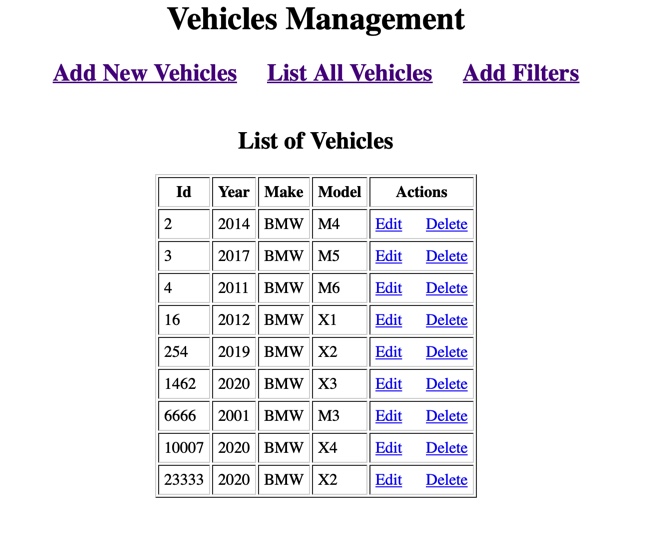 Vehicles Management
Add New Vehicles List All Vehicles Add Filters
List of Vehicles
Id Year Make Model Actions
2 2014 BMW M4 Edit Delete
3 2017 BMW M5 Edit Delete
4 2011 BMW M6 Edit Delete
16 2012 BMW X1 Edit Delete
254 2019 BMW X2 Edit Delete
1462 2020 BMW X3 Edit Delete
6666 2001 BMW M3 Edit Delete
10007 2020 BMW X4 Edit Delete
23333 2020 BMW X2 Edit Delete